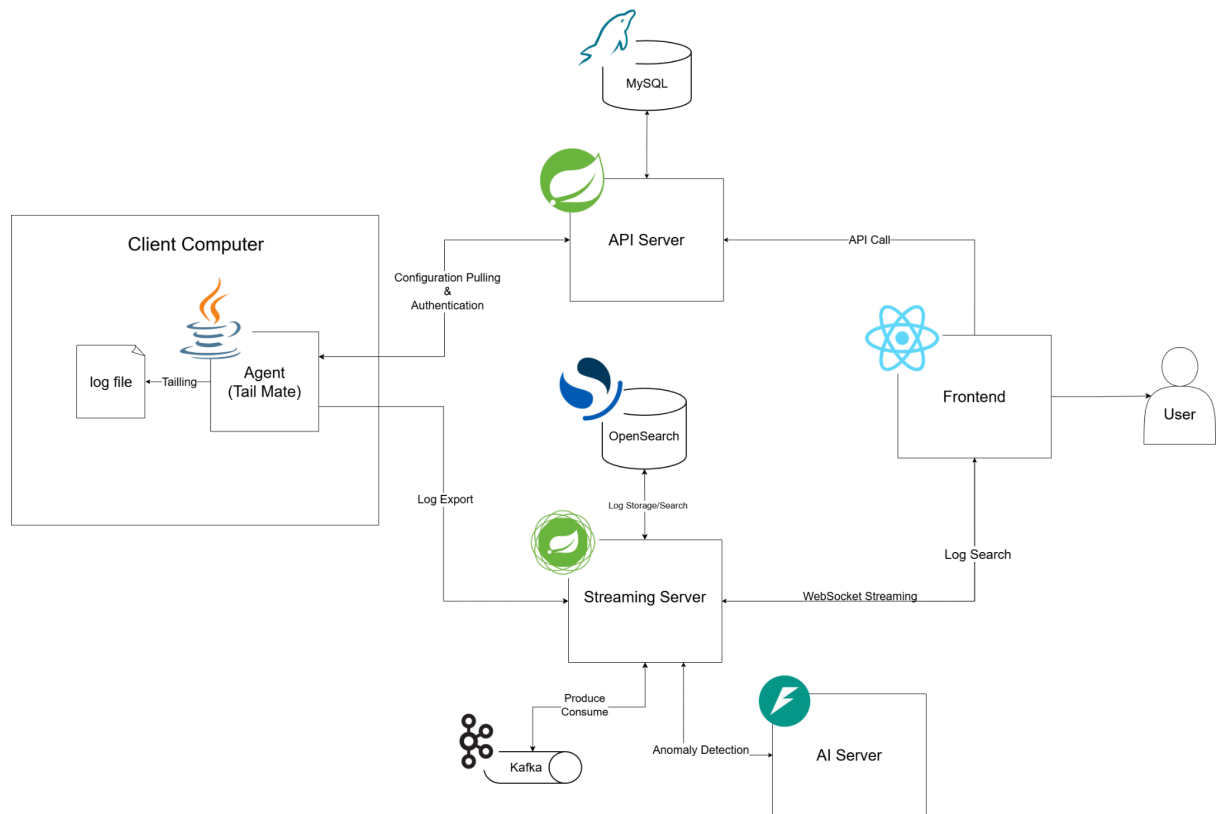 MySQL
API Server
API Call
Client Computer
Configuration Pulling
&
Authentication
log file
Tailling
Agent
(Tail Mate)
Frontend
User
OpenSearch
Log Export
Log Storage/Search
Log Search
Streaming Server
WebSocket Streaming
Produce
Consume
Kafka
Anomaly Detection
AI Server